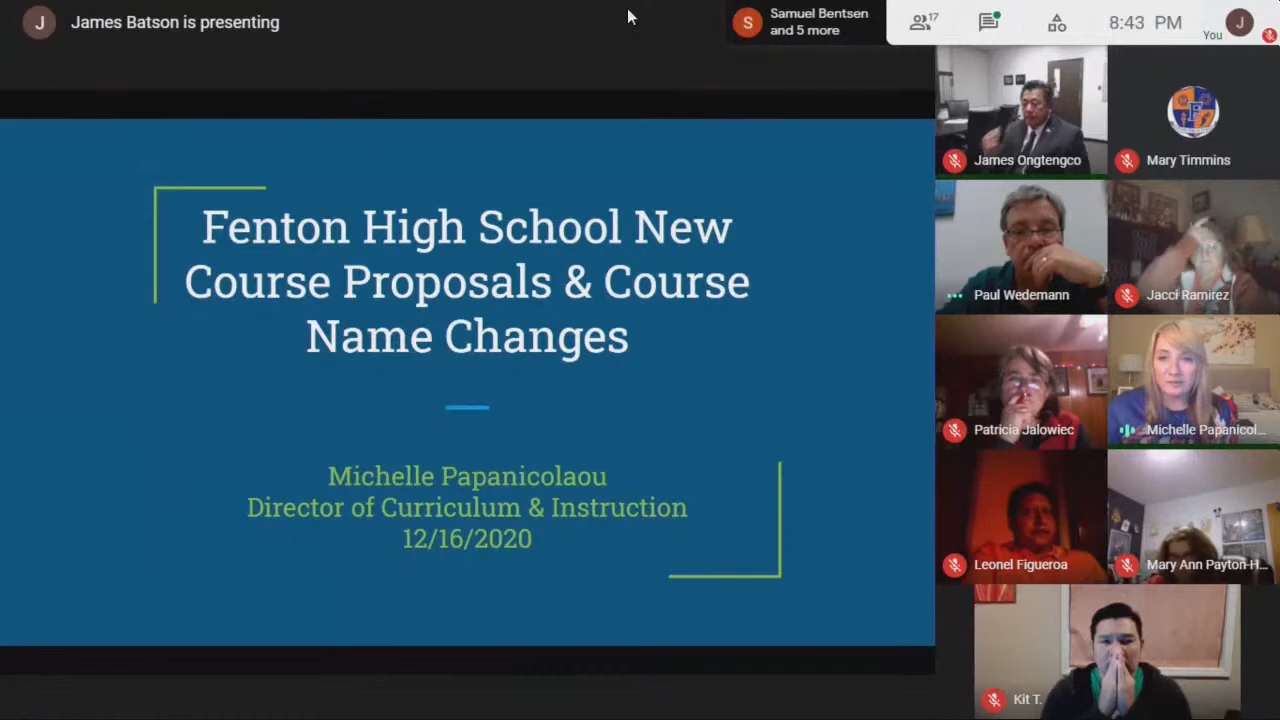 J
James Batson is presenting
S
Samuel Bentsen
and 5 more
17
8:43 PM
You
J
James Ongtengco
F
Mary Timmins
Paul Wedemann
Jacci Ramirez
Patricia Jalowiec
Michelle Papanicol...
Leonel Figueroa
Mary Ann Payton-H...
Kit T.
Fenton High School New
Course Proposals & Course
Name Changes
Michelle Papanicolaou
Director of Curriculum & Instruction
12/16/2020